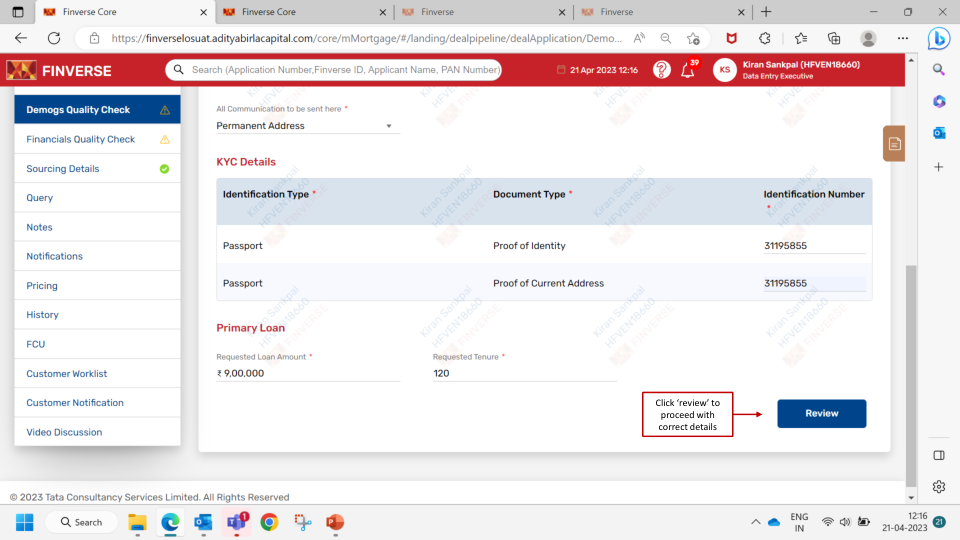 Finverse Core
Finverse Core
Finverse
Finverse
https://finverselosuat.adityabirlacapital.com/core/mMortgage/#/landing/dealpipeline/dealApplication/Demo...
FINVERSE
Search (Application Number,Finverse ID, Applicant Name, PAN Number)
21 Apr 2023 12:16
39
KS
Kiran Sankpal (HFVEN18660)
Data Entry Executive
Demogs Quality Check
Financials Quality Check
Sourcing Details
Query
Notes
Notifications
Pricing
History
FCU
Customer Worklist
Customer Notification
Video Discussion
All Communication to be sent here *
Permanent Address
KYC Details
Identification Type *
Document Type *
Identification Number
*
Passport
Proof of Identity
31195855
Passport
Proof of Current Address
31195855
Primary Loan
Requested Loan Amount *
Requested Tenure *
₹ 9,00,000
120
Click ‘review’ to
proceed with
correct details
Review
© 2023 Tata Consultancy Services Limited. All Rights Reserved
Search
1
ENG
IN
12:16
21-04-2023
21
Kiran Sankpal
HFVEN18660
FINVERSE